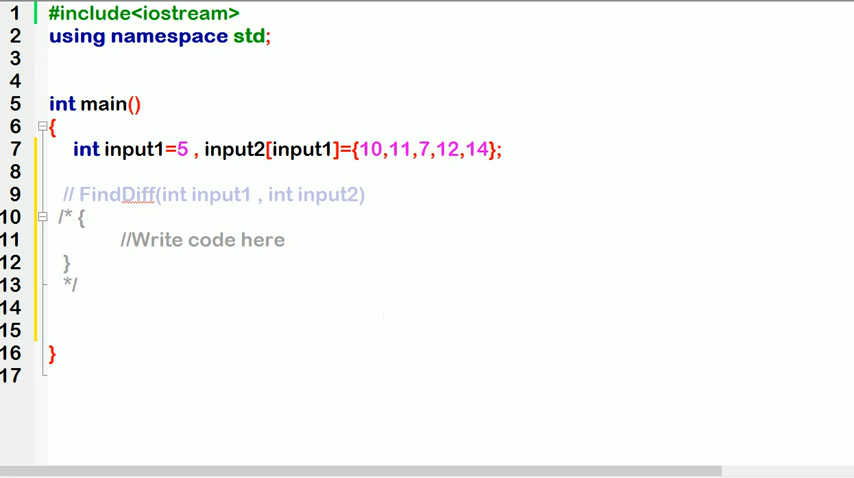 1 #include<iostream>
2 using namespace std;
3
4
5 int main()
6 {
7 int input1=5 , input2[input1]={10,11,7,12,14};
8
9 // FindDiff(int input1 , int input2)
10 /* {
11 //Write code here
12 }
13 */
14
15
16 }
17